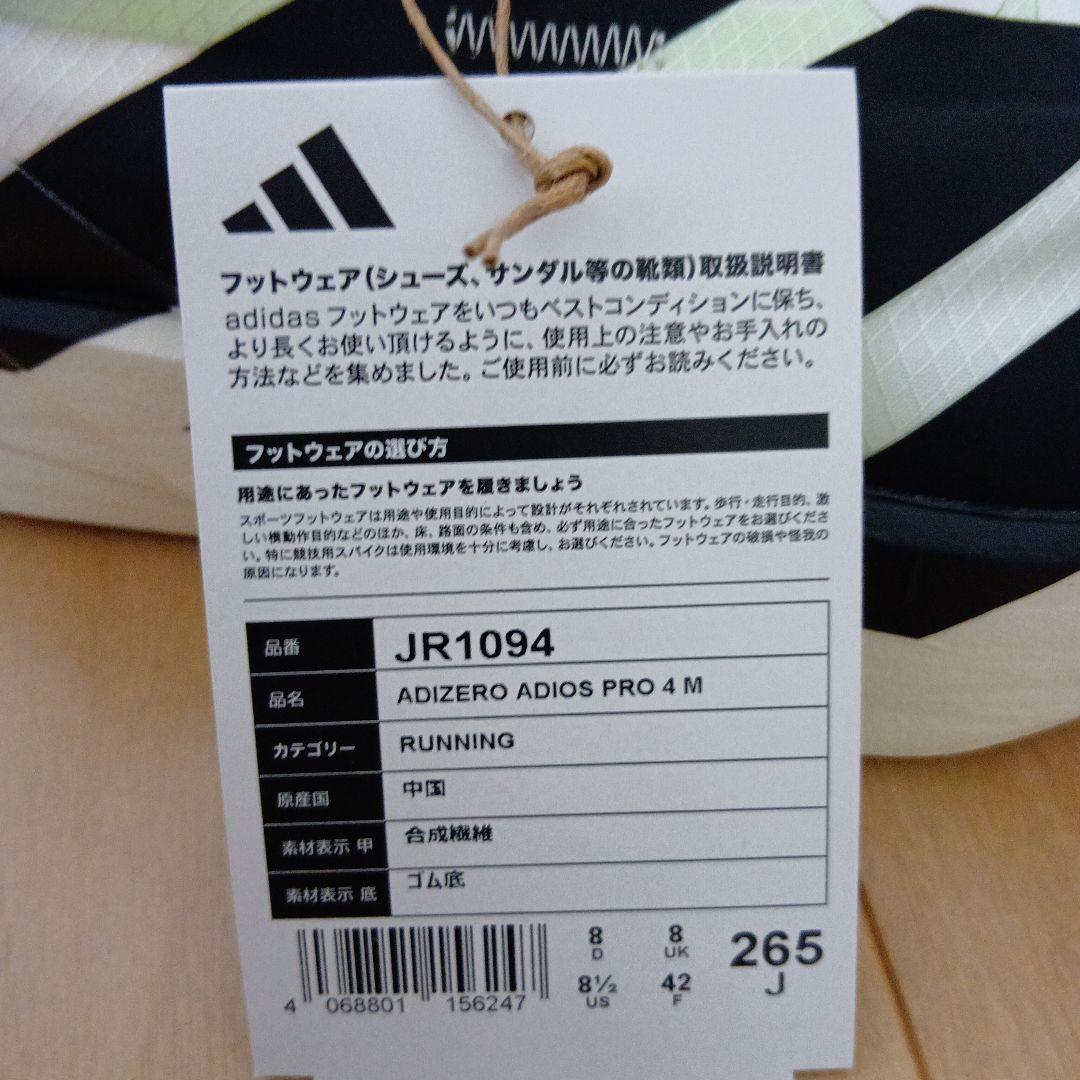 フットウェア(シューズ、サンダル等の靴類)取扱説明書
adidasフットウェアをいつもベストコンディションに保ち、
より長くお使い頂けるように、使用上の注意やお手入れの
方法などを集めました。ご使用前に必ずお読みください。
フットウェアの選び方
用途にあったフットウェアを履きましょう
スポーツフットウェアは用途や使用目的によって設計がそれぞれされています。歩行・走行目的、激
しい横動作目的などのほか、床、路面の条件も含め、必ず用途に合ったフットウェアをお選びくださ
い。特に競技用スパイクは使用環境を十分に考慮し、お選びください。フットウェアの破損や怪我の
原因になります。
品番 JR1094
品名 ADIZERO ADIOS PRO 4 M
カテゴリー RUNNING
原産国 中国
素材表示 甲 合成繊維
素材表示 底 ゴム底
8 8 265
D UK J
8½ 42
US F
4 068801 156247